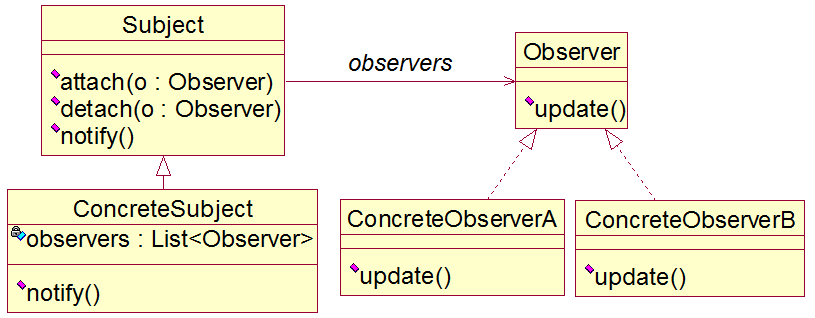 Subject
attach(o : Observer)
detach(o : Observer)
notify()
observers
Observer
update()
ConcreteSubject
observers : List<Observer>
notify()
ConcreteObserverA
update()
ConcreteObserverB
update()